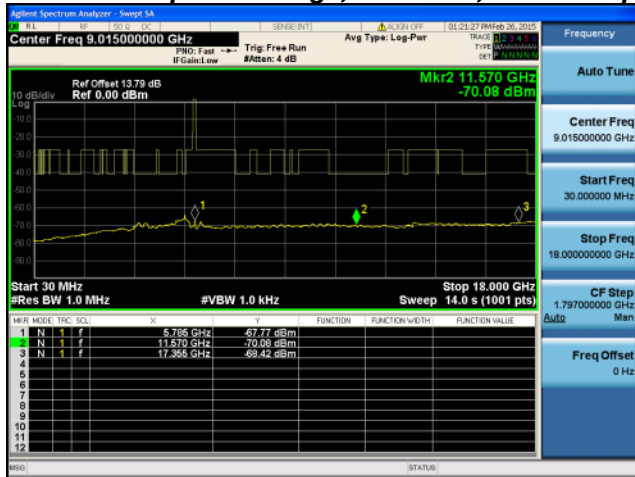 Agilent Spectrum Analyzer - Swept SA
RL RF 50 Ω DC SENSE:INT ALIGN OFF 01:21:27 PM Feb 26, 2015
Center Freq 9.015000000 GHz
PNO: Fast Trig: Free Run
IFGain:Low #Atten: 4 dB
Avg Type: Log-Pwr
TRACE 1 2 3 4 5 6
TYPE
DET P N N N N N
Mkr2 11.570 GHz
-70.08 dBm
Ref Offset 13.79 dB
10 dB/div Ref 0.00 dBm
Log
-10.0
-20.0
-30.0
-40.0
-50.0
-60.0
-70.0
-80.0
-90.0
1
2
3
Start 30 MHz Stop 18.000 GHz
#Res BW 1.0 MHz #VBW 1.0 kHz Sweep 14.0 s (1001 pts)
MKR MODE TRC SCL X Y FUNCTION FUNCTION WIDTH FUNCTION VALUE
1 N 1 f 5.785 GHz -67.77 dBm
2 N 1 f 11.570 GHz -70.08 dBm
3 N 1 f 17.355 GHz -68.42 dBm
4
5
6
7
8
9
10
11
12
MSG STATUS
Frequency
Auto Tune
Center Freq
9.015000000 GHz
Start Freq
30.000000 MHz
Stop Freq
18.000000000 GHz
CF Step
1.797000000 GHz
Auto Man
Freq Offset
0 Hz